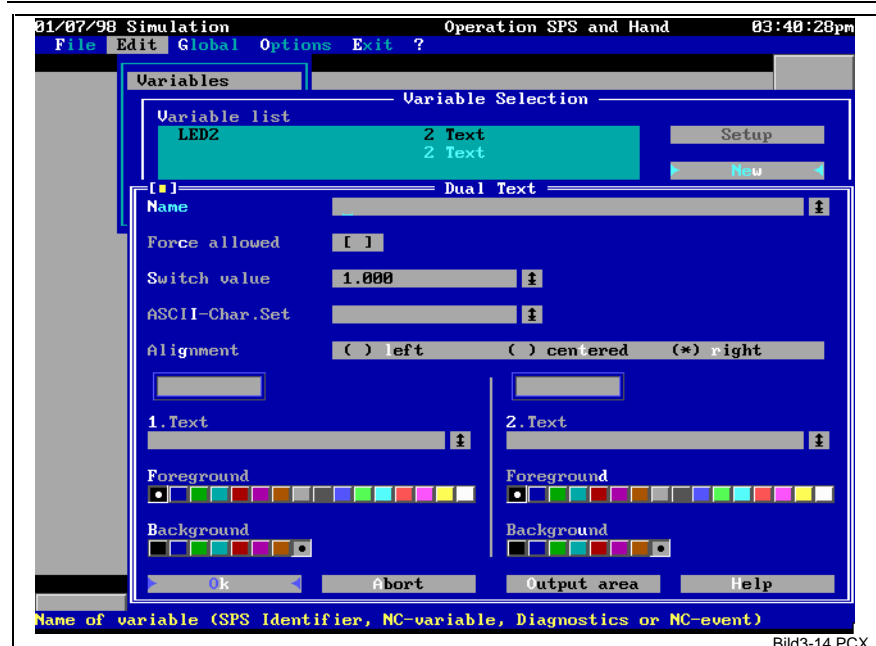 01/07/98 Simulation Operation SPS and Hand 03:40:28pm
File Edit Global Options Exit ?
Variables
Variable Selection
Variable list
LED2 2 Text
2 Text
Setup
New
Dual Text
Name
Force allowed [ ]
Switch value 1.000
ASCII-Char.Set
Alignment ( ) left ( ) centered (*) right
1.Text 2.Text
Foreground Foreground
Background Background
Ok Abort Output area Help
Name of variable (SPS Identifier, NC-variable, Diagnostics or NC-event)
Bild3-14.PCX